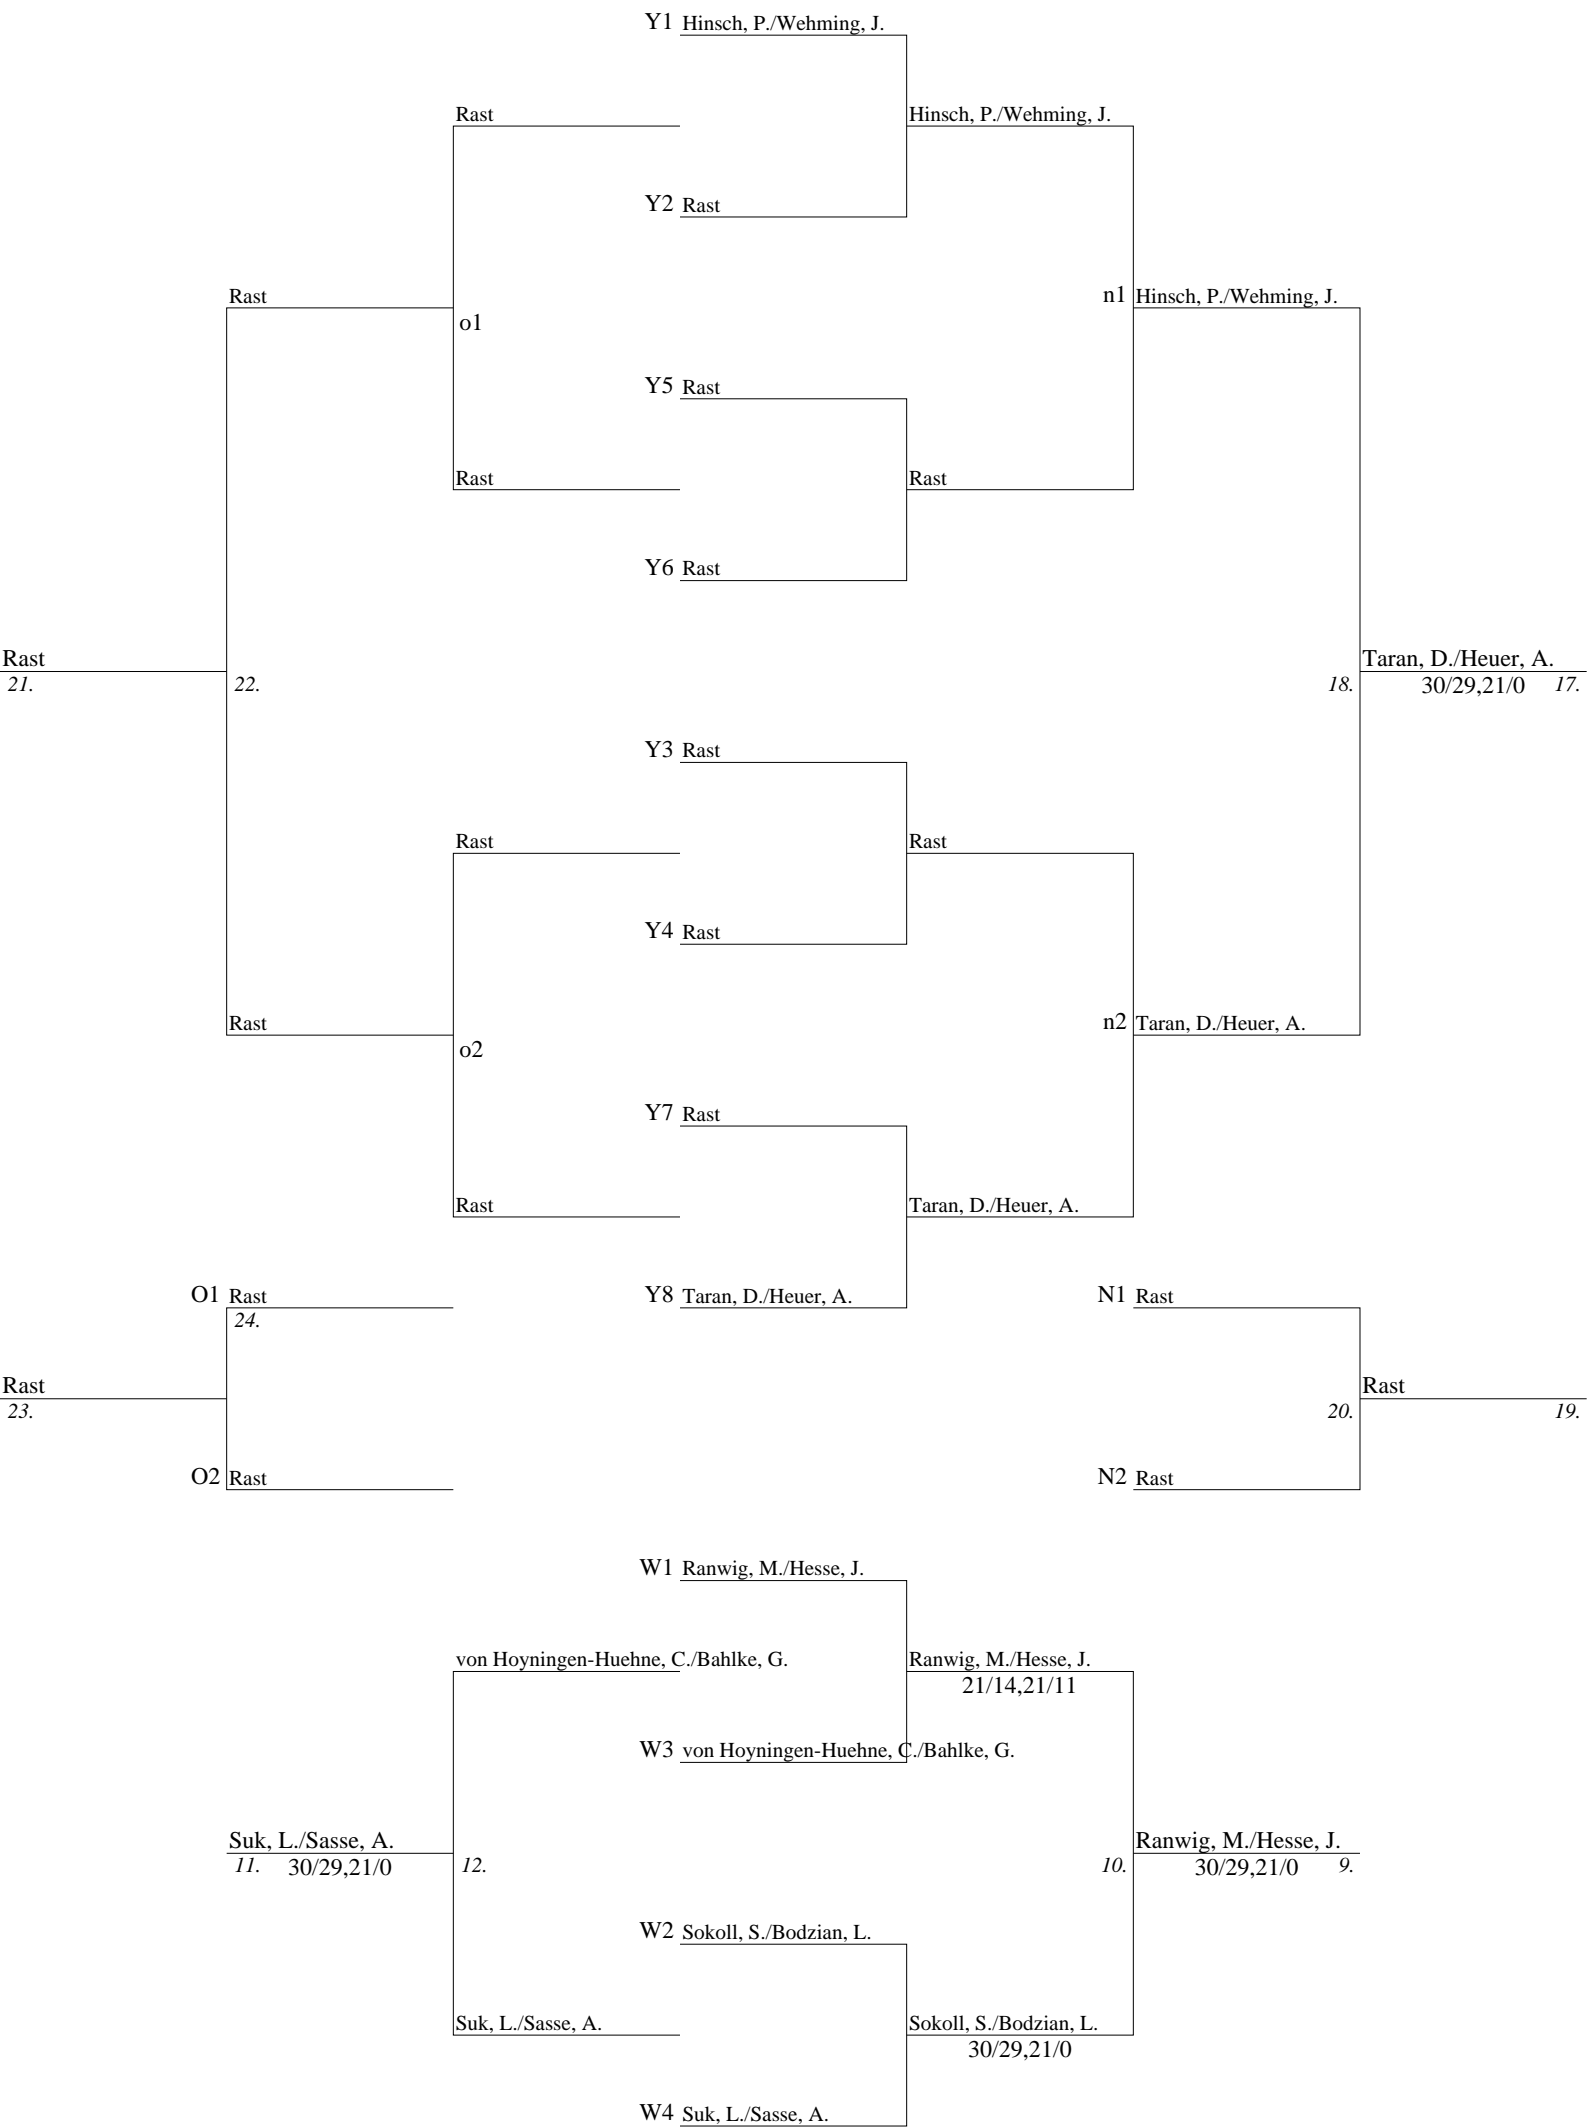 Y1 Hinsch, P./Wehming, J.
Rast
Hinsch, P./Wehming, J.
Y2 Rast
Rast
n1 Hinsch, P./Wehming, J.
o1
Y5 Rast
Rast
Rast
Y6 Rast
Rast
Taran, D./Heuer, A.
21.
22.
18.
30/29,21/0 17.
Y3 Rast
Rast
Rast
Y4 Rast
Rast
n2 Taran, D./Heuer, A.
o2
Y7 Rast
Rast
Taran, D./Heuer, A.
O1 Rast
Y8 Taran, D./Heuer, A.
N1 Rast
24.
Rast
Rast
23.
20.
19.
O2 Rast
N2 Rast
W1 Ranwig, M./Hesse, J.
von Hoyningen-Huehne, C./Bahlke, G.
Ranwig, M./Hesse, J.
21/14,21/11
W3 von Hoyningen-Huehne, C./Bahlke, G.
Suk, L./Sasse, A.
Ranwig, M./Hesse, J.
11. 30/29,21/0
12.
10.
30/29,21/0 9.
W2 Sokoll, S./Bodzian, L.
Suk, L./Sasse, A.
Sokoll, S./Bodzian, L.
30/29,21/0
W4 Suk, L./Sasse, A.